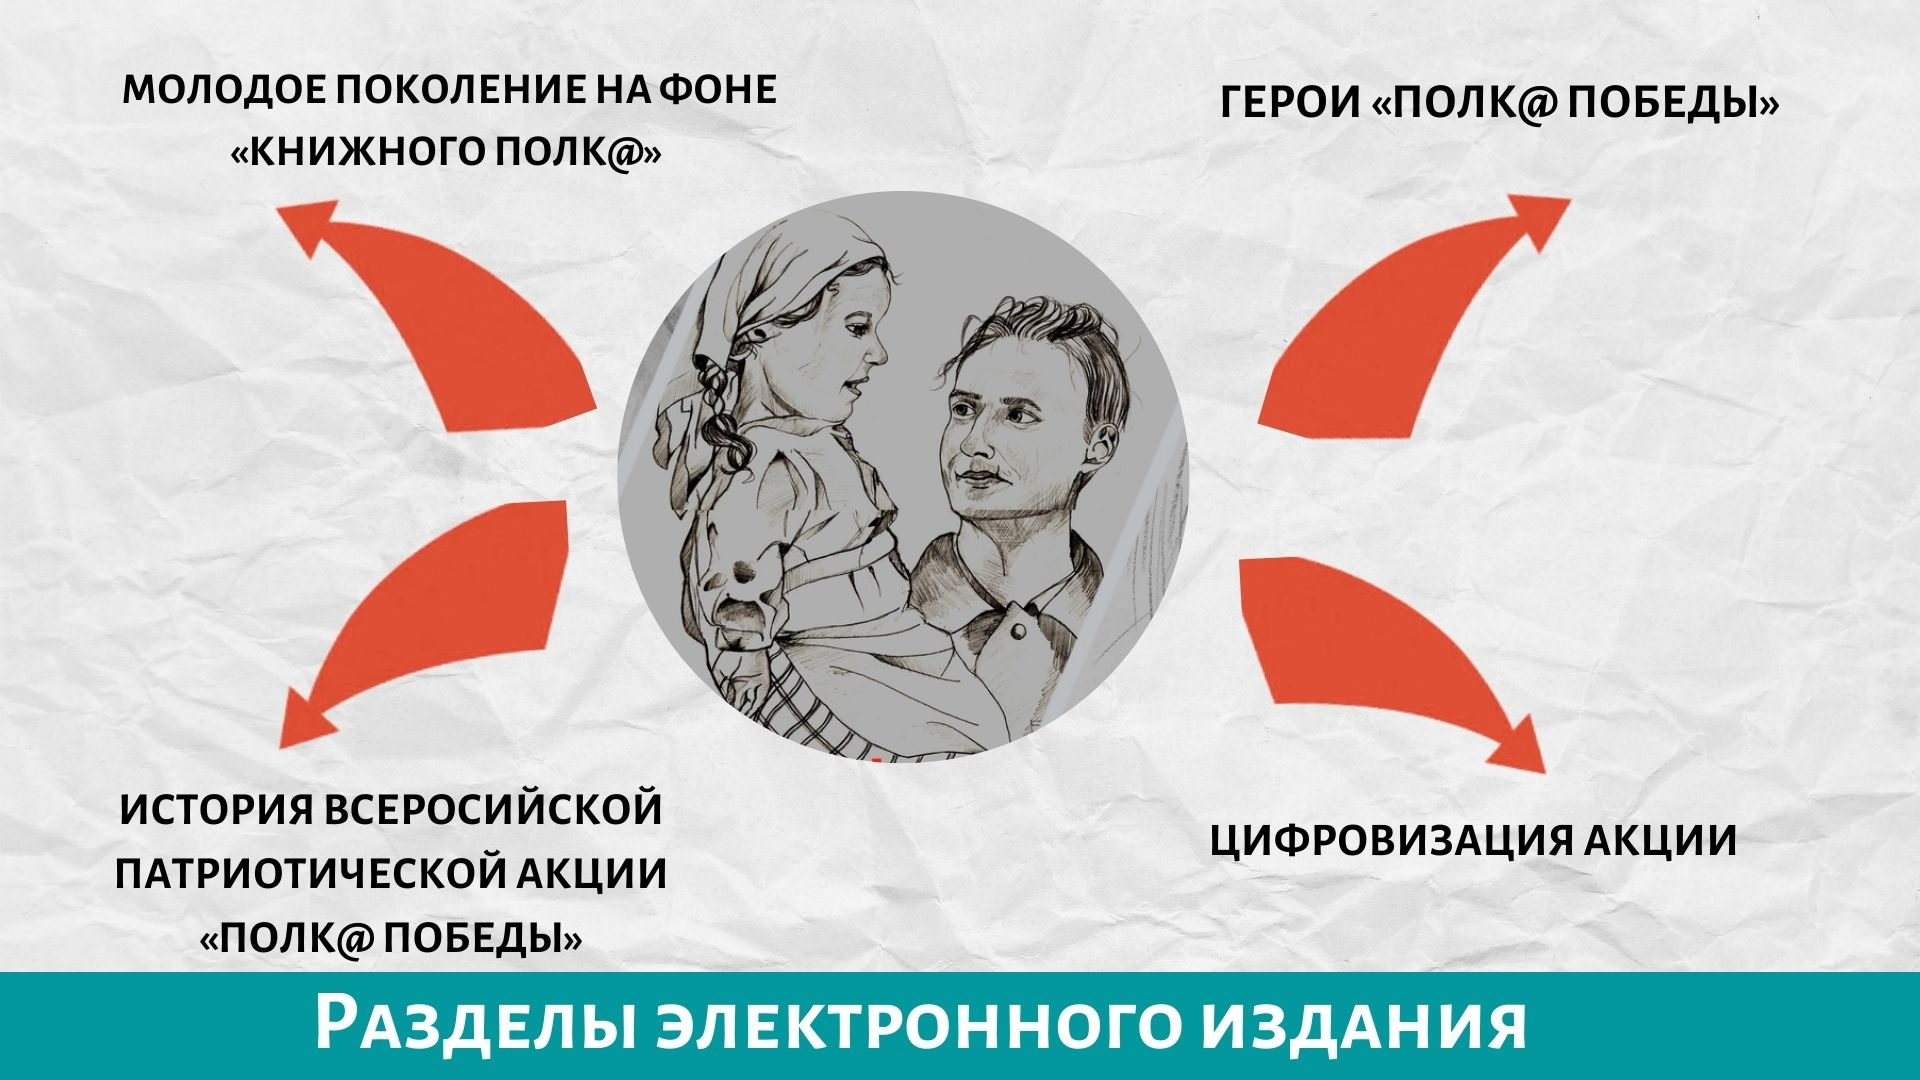 МОЛОДОЕ ПОКОЛЕНИЕ НА ФОНЕ
«КНИЖНОГО ПОЛК@»
ГЕРОИ «ПОЛК@ ПОБЕДЫ»
ИСТОРИЯ ВСЕРОСИЙСКОЙ
ПАТРИОТИЧЕСКОЙ АКЦИИ
«ПОЛК@ ПОБЕДЫ»
ЦИФРОВИЗАЦИЯ АКЦИИ
РАЗДЕЛЫ ЭЛЕКТРОННОГО ИЗДАНИЯ